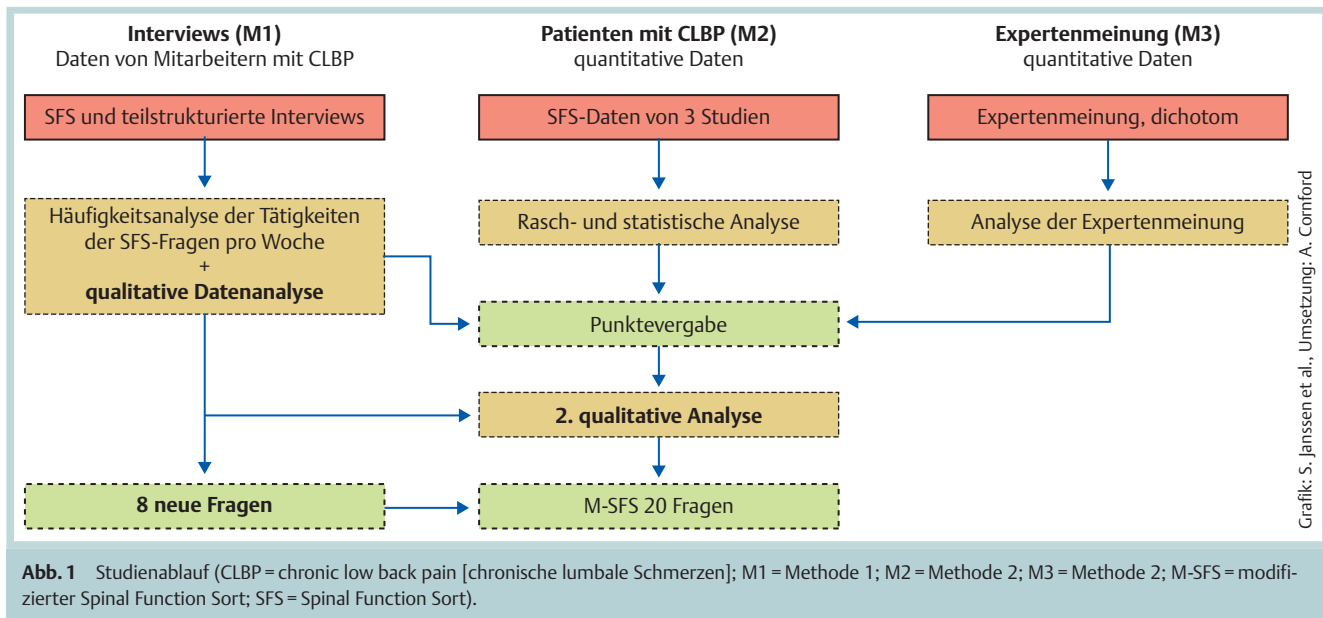 Interviews (M1)
Daten von Mitarbeitern mit CLBP
SFS und teilstrukturierte Interviews
Häufigkeitsanalyse der Tätigkeiten
der SFS-Fragen pro Woche
+
qualitative Datenanalyse
8 neue Fragen
Patienten mit CLBP (M2)
quantitative Daten
SFS-Daten von 3 Studien
Rasch- und statistische Analyse
Punktevergabe
2. qualitative Analyse
M-SFS 20 Fragen
Expertenmeinung (M3)
quantitative Daten
Expertenmeinung, dichotom
Analyse der Expertenmeinung
Grafik: S. Janssen et al., Umsetzung: A. Cornford
Abb. 1 Studienablauf (CLBP = chronic low back pain [chronische lumbale Schmerzen]; M1 = Methode 1; M2 = Methode 2; M3 = Methode 2; M-SFS = modifi-
zierter Spinal Function Sort; SFS = Spinal Function Sort).